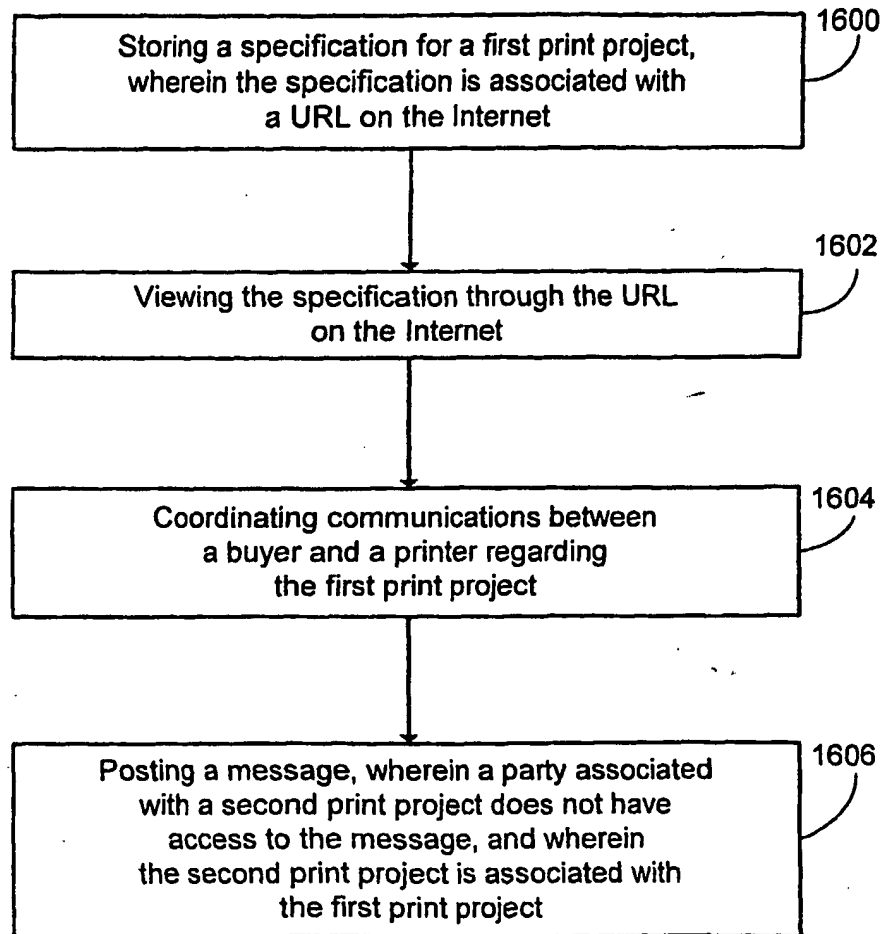 1600
Storing a specification for a first print project,
wherein the specification is associated with
a URL on the Internet
1602
Viewing the specification through the URL
on the Internet
1604
Coordinating communications between
a buyer and a printer regarding
the first print project
1606
Posting a message, wherein a party associated
with a second print project does not have
access to the message, and wherein
the second print project is associated with
the first print project